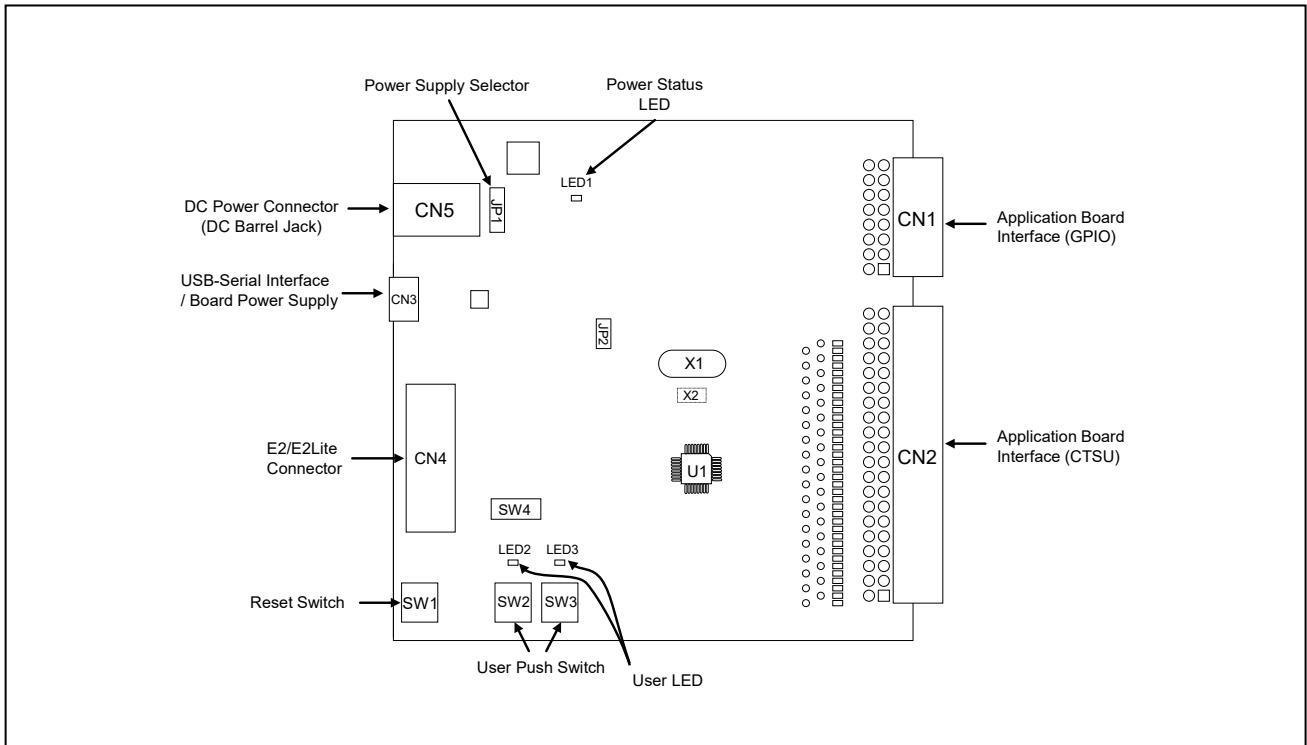 Power Supply Selector
Power Status
LED
LED1
DC Power Connector
(DC Barrel Jack)
CN5
JP1
CN1
Application Board
Interface (GPIO)
USB-Serial Interface
/ Board Power Supply
CN3
JP2
X1
X2
E2/E2Lite
Connector
CN4
U1
CN2
Application Board
Interface (CTSU)
SW4
LED2
LED3
Reset Switch
SW1
SW2
SW3
User Push Switch
User LED